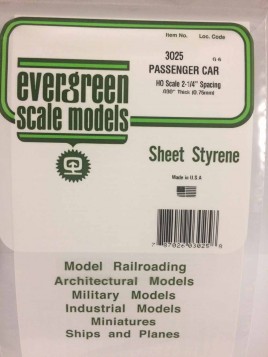 Item No. Loc. Code
3025
PASSENGER CAR
HO Scale 2-1/4" Spacing
.030" Thick (0.75mm)
evergreen
scale models
Sheet Styrene
Made in U.S.A
Model Railroading
Architectural Models
Military Models
Industrial Models
Miniatures
Ships and Planes